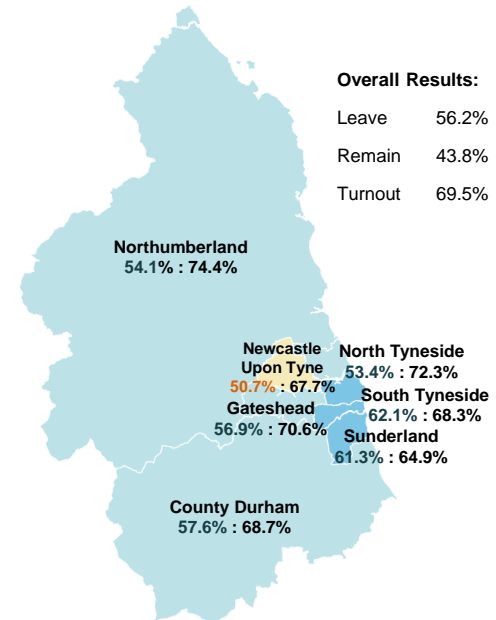 Overall Results:
Leave 56.2%
Remain 43.8%
Turnout 69.5%
Northumberland
54.1% : 74.4%
Newcastle
Upon Tyne
50.7% : 67.7%
North Tyneside
53.4% : 72.3%
South Tyneside
62.1% : 68.3%
Gateshead
56.9% : 70.6%
Sunderland
61.3% : 64.9%
County Durham
57.6% : 68.7%